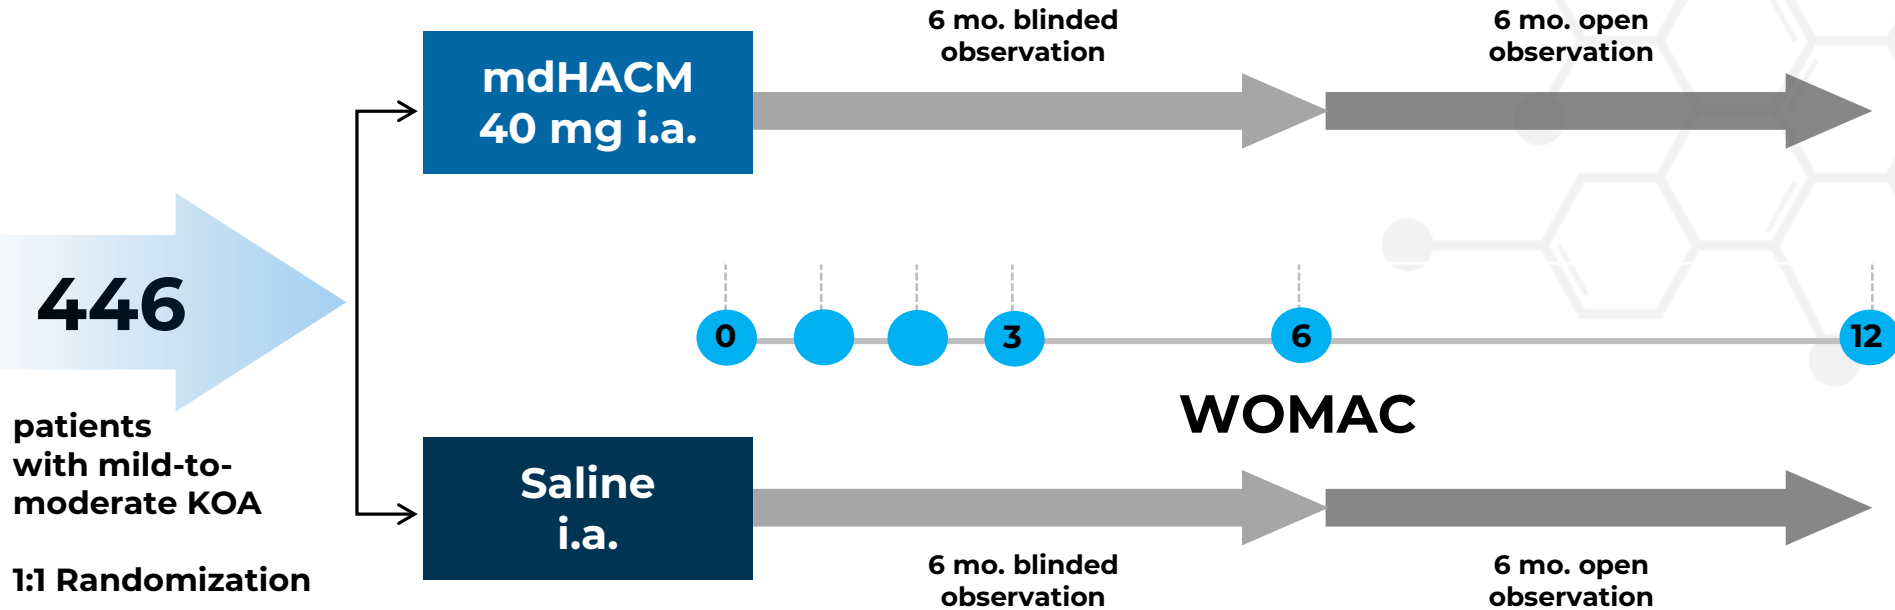 6 mo. blinded
observation
6 mo. open
observation
mdHACM
40 mg i.a.
446
patients
with mild-to-
moderate KOA
1:1 Randomization
0
3
6
12
WOMAC
Saline
i.a.
6 mo. blinded
observation
6 mo. open
observation